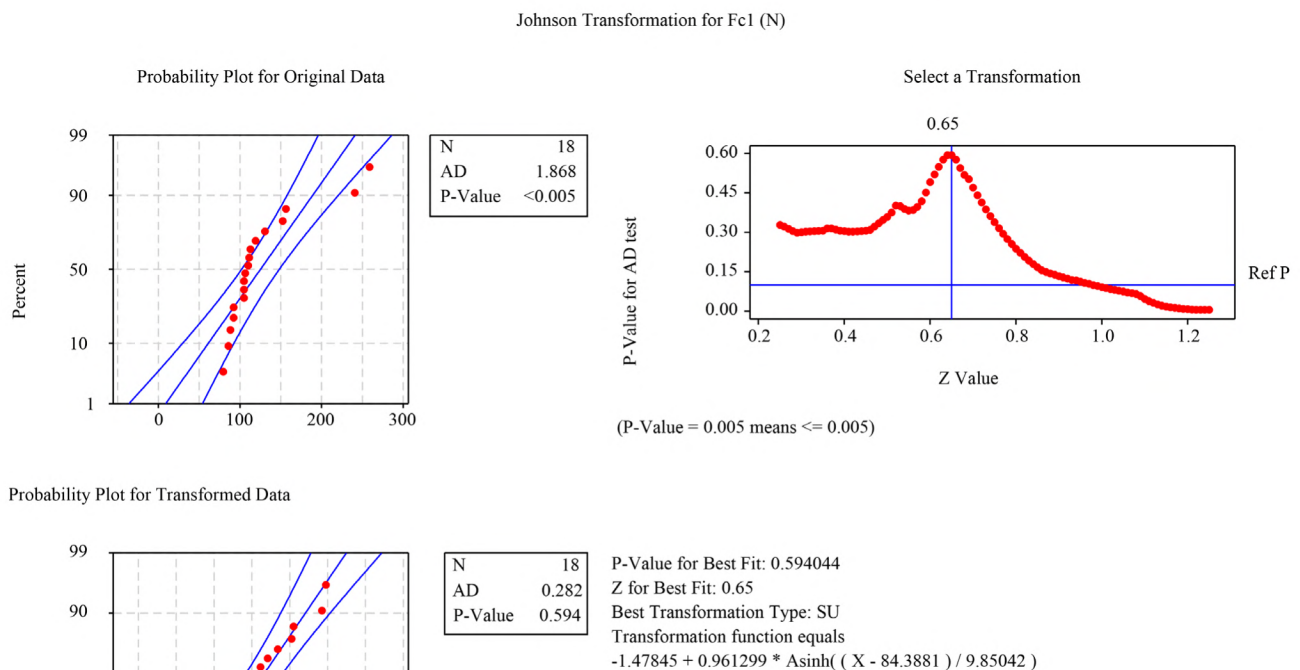 Johnson Transformation for Fc1 (N)
Probability Plot for Original Data
99
90
50
10
1
Percent
0 100 200 300
N 18
AD 1.868
P-Value <0.005
Select a Transformation
0.65
0.60
0.45
0.30
0.15
0.00
P-Value for AD test
Ref P
0.2 0.4 0.6 0.8 1.0 1.2
Z Value
(P-Value = 0.005 means <= 0.005)
Probability Plot for Transformed Data
99
90
N 18
AD 0.282
P-Value 0.594
P-Value for Best Fit: 0.594044
Z for Best Fit: 0.65
Best Transformation Type: SU
Transformation function equals
-1.47845 + 0.961299 * Asinh( ( X - 84.3881 ) / 9.85042 )